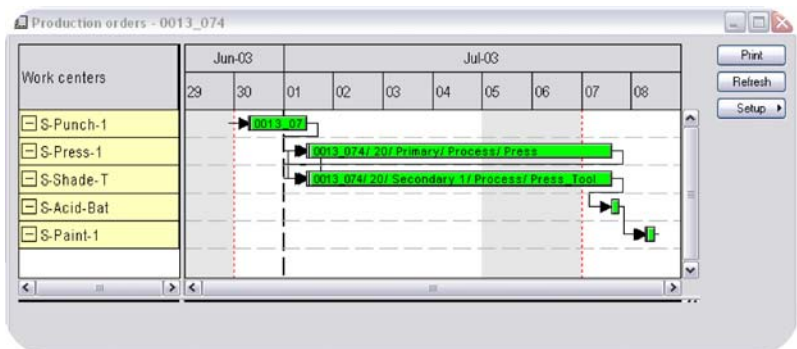 Production orders - 0013_074
Print
Refresh
Setup
Work centers
Jun-03 Jul-03
29 30 01 02 03 04 05 06 07 08
S-Punch-1 0013_07
S-Press-1 0013_074/ 20/ Primary/ Process/ Press
S-Shade-T 0013_074/ 20/ Secondary 1/ Process/ Press_Tool
S-Acid-Bat
S-Paint-1